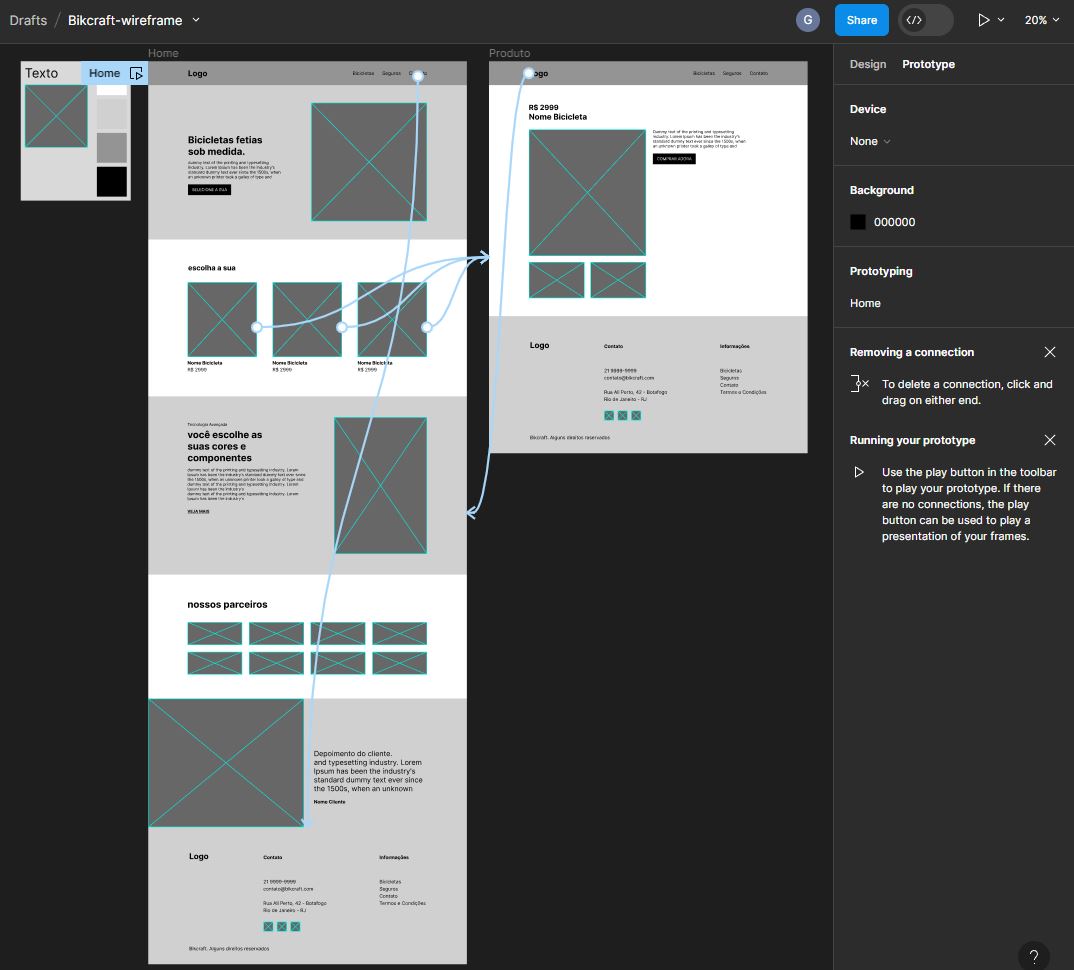 Drafts / Bikcraft-wireframe
G
Share
20%
Home
Produto
Texto
Home
Logo
Bicicletas Seguros
Bicicletas fetias
sob medida.
dummy text of the printing and typesetting
industry. Lorem Ipsum has been the industry's
standard dummy text ever since the 1500s, when
an unknown printer took a galley of type and
SELECIONE A SUA
escolha a sua
Nome Bicicleta
R$ 2999
Nome Bicicleta
R$ 2999
Nome Bicicleta
R$ 2999
Tecnologia Avançada
você escolhe as
suas cores e
componentes
dummy text of the printing and typesetting industry. Lorem
Ipsum has been the industry's standard dummy text ever since
the 1500s, when an unknown printer took a galley of type and
dummy text of the printing and typesetting industry. Lorem
Ipsum has been the industry's
dummy text of the printing and typesetting industry. Lorem
Ipsum has been the industry's
VEJA MAIS
nossos parceiros
Depoimento do cliente.
and typesetting industry. Lorem
Ipsum has been the industry's
standard dummy text ever since
the 1500s, when an unknown
Nome Cliente
Logo
Contato
Informações
21 9999-9999
contato@bikcraft.com
Rua Ali Perto, 42 - Botafogo
Rio de Janeiro - RJ
Bicicletas
Seguros
Contato
Termos e Condições
Bikcraft. Alguns direitos reservados
ogo
Bicicletas Seguros Contato
R$ 2999
Nome Bicicleta
Dummy text of the printing and typesetting
industry. Lorem Ipsum has been the industry's
standard dummy text ever since the 1500s, when
an unknown printer took a galley of type and
COMPRAR AGORA
Logo
Contato
Informações
21 9999-9999
contato@bikcraft.com
Rua Ali Perto, 42 - Botafogo
Rio de Janeiro - RJ
Bicicletas
Seguros
Contato
Termos e Condições
Bikcraft. Alguns direitos reservados
Design Prototype
Device
None
Background
000000
Prototyping
Home
Removing a connection
To delete a connection, click and
drag on either end.
Running your prototype
Use the play button in the toolbar
to play your prototype. If there
are no connections, the play
button can be used to play a
presentation of your frames.
?